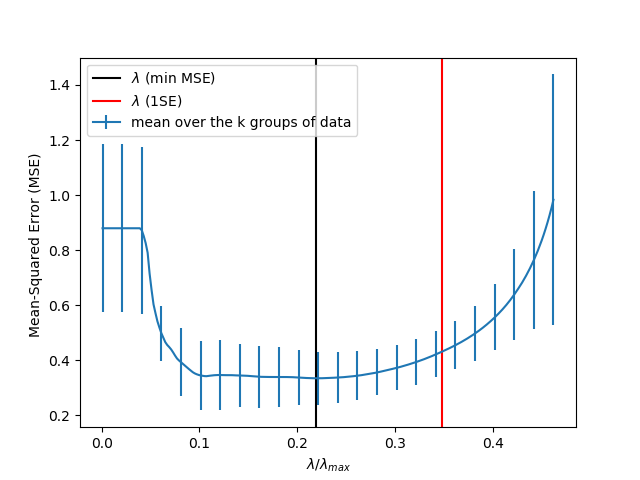 λ (min MSE)
λ (1SE)
mean over the k groups of data
Mean-Squared Error (MSE)
1.4
1.2
1.0
0.8
0.6
0.4
0.2
0.0 0.1 0.2 0.3 0.4
λ/λmax